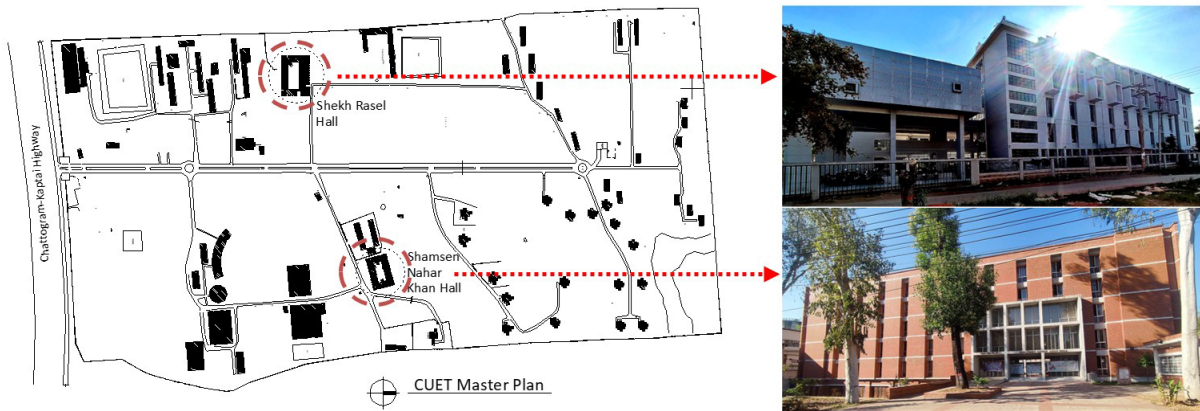 Shekh Rasel
Hall
Chattogram-Kaptai Highway
Shamsen
Nahar
Khan Hall
CUET Master Plan